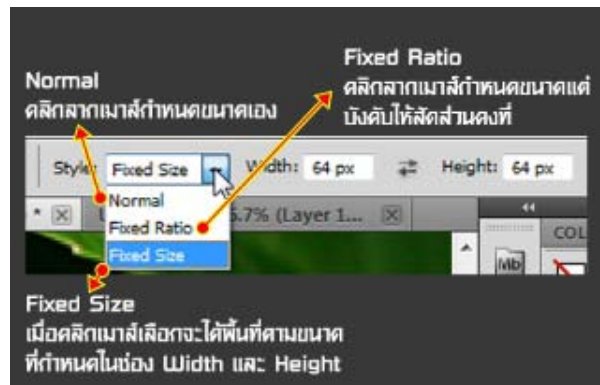 Fixed Ratio
คลิกลากเมาส์กำหนดขนาดแต่
บังคับให้สัดส่วนคงที่
Normal
คลิกลากเมาส์กำหนดขนาดเอง
Style: Fixed Size Width: 64 px Height: 64 px
Normal
Fixed Ratio
Fixed Size
.7% (Layer 1...
COL
Mb
Fixed Size
เมื่อคลิกเมาส์เลือกจะได้พื้นที่ตามขนาด
ที่กำหนดในช่อง Width และ Height